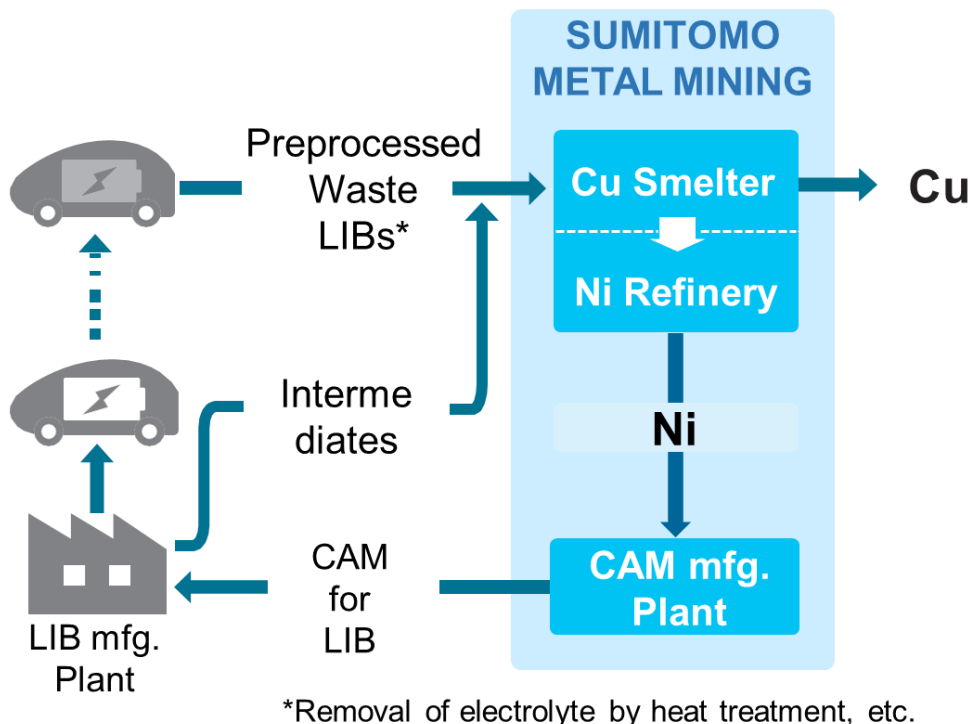 SUMITOMO
METAL MINING
Preprocessed
Waste
LIBs*
Cu Smelter
Cu
Ni Refinery
Interme
diates
Ni
CAM
for
LIB
CAM mfg.
Plant
LIB mfg.
Plant
*Removal of electrolyte by heat treatment, etc.